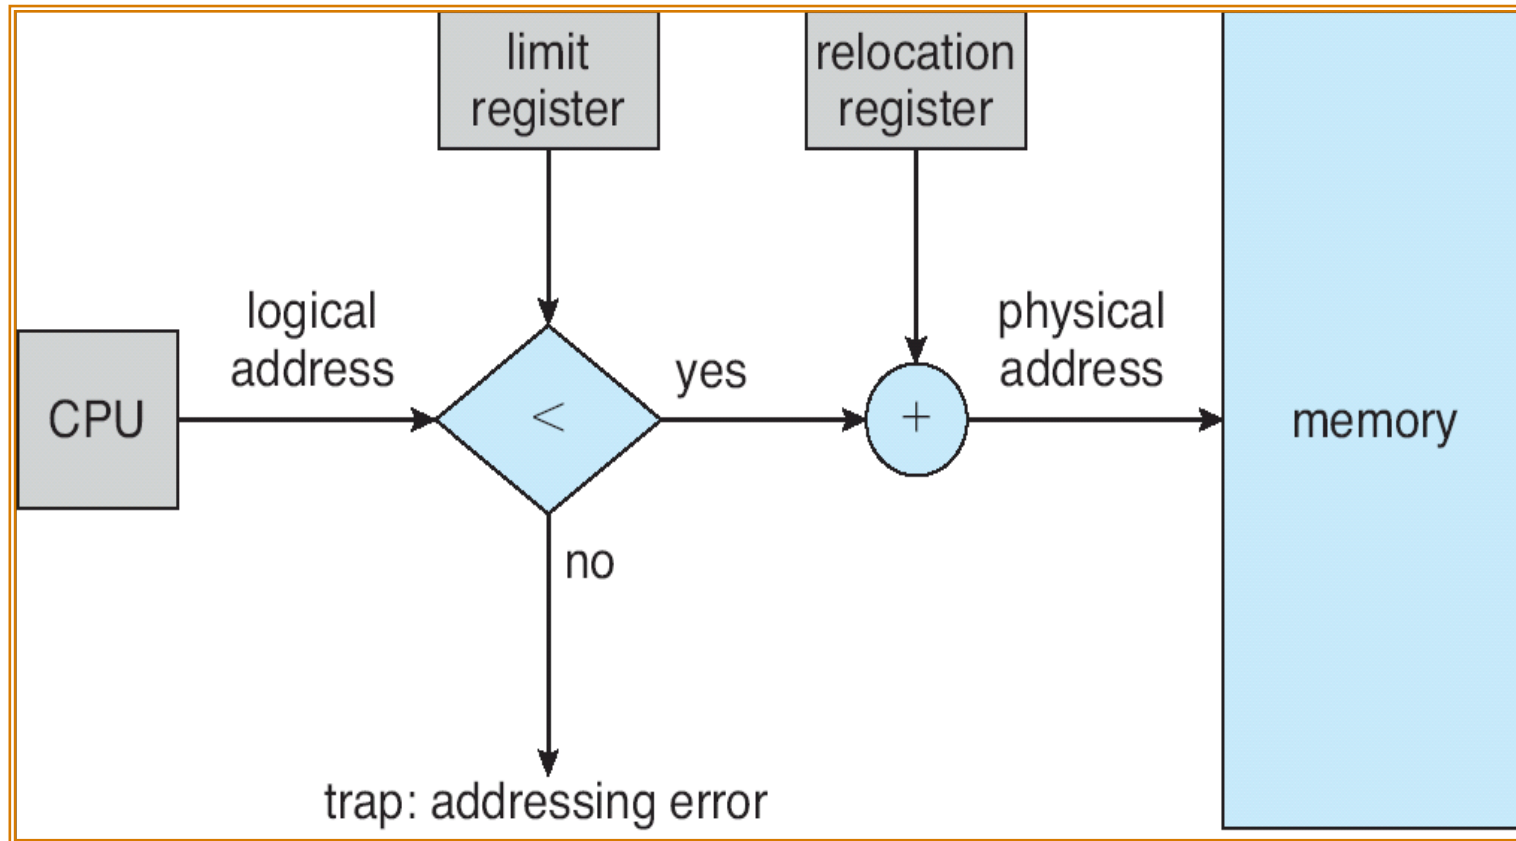 limit
register
relocation
register
logical
address
yes
physical
address
CPU
<
+
memory
no
trap: addressing error